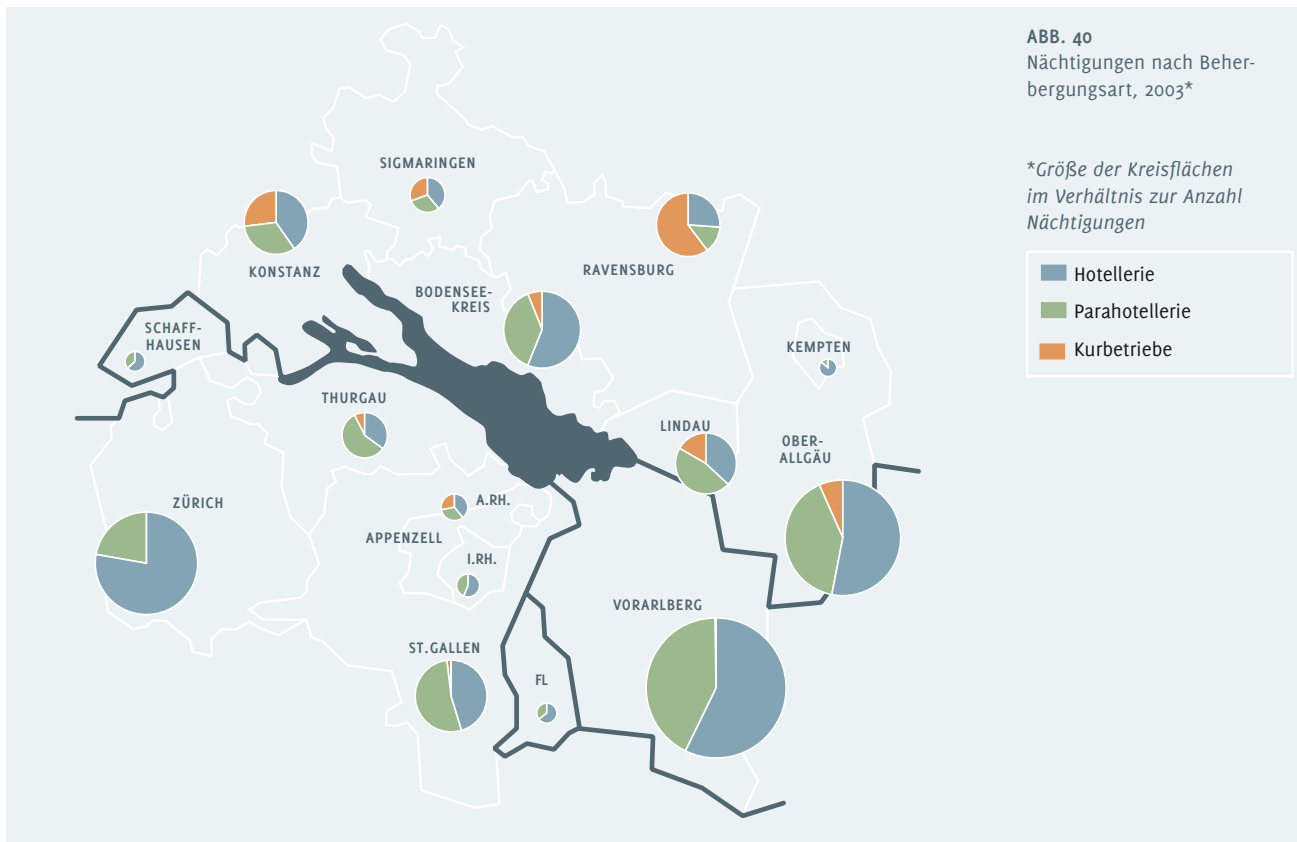 ABB. 40
Nächtigungen nach Beher-
bergungsart, 2003*
*Größe der Kreisflächen
im Verhältnis zur Anzahl
Nächtigungen
Hotellerie
Parahotellerie
Kurbetriebe
SIGMARINGEN
KONSTANZ
RAVENSBURG
BODENSEE-
KREIS
SCHAFF-
HAUSEN
KEMPTEN
THURGAU
LINDAU
OBER-
ALLGÄU
ZÜRICH
A.RH.
APPENZELL
I.RH.
VORARLBERG
ST.GALLEN
FL